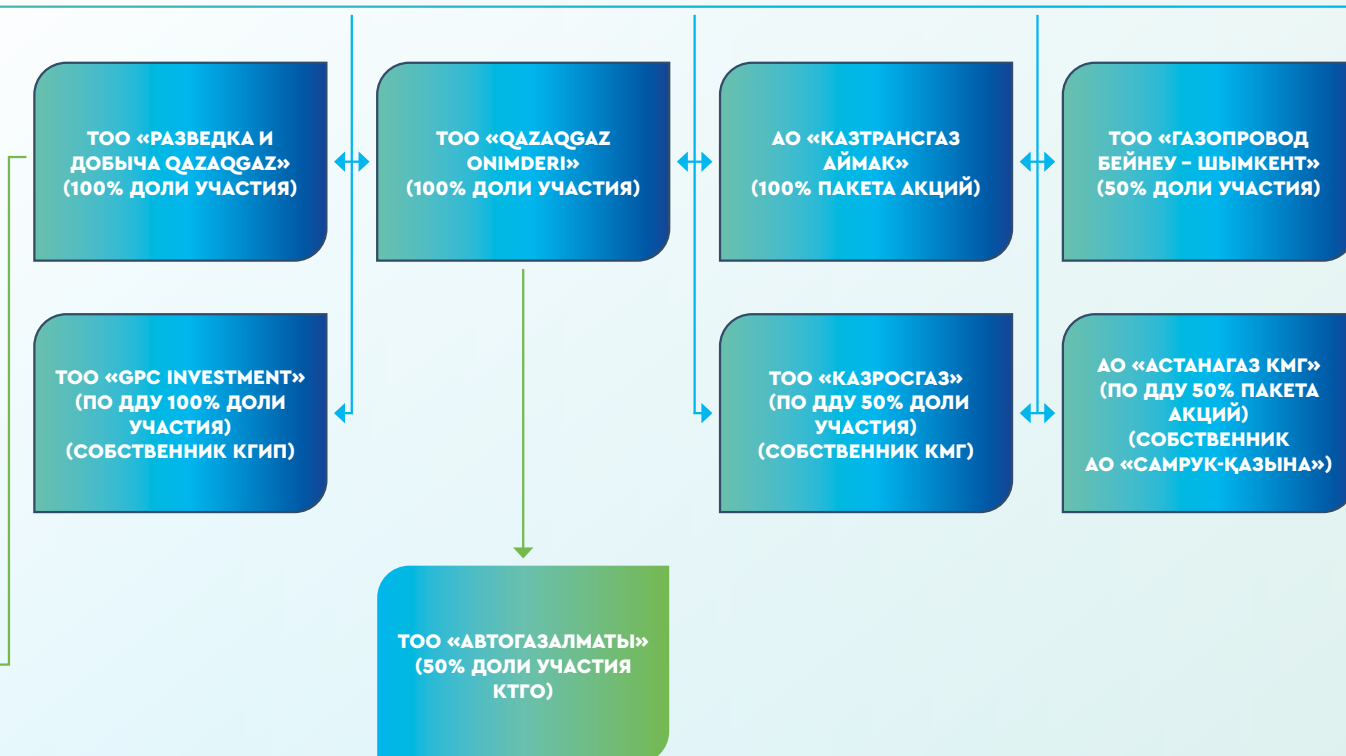 ТОО «РАЗВЕДКА И
ДОБЫЧА QAZAQGAZ»
(100% ДОЛИ УЧАСТИЯ)
ТОО «QAZAQGAZ
ONIMDERI»
(100% ДОЛИ УЧАСТИЯ)
АО «КАЗТРАНСГАЗ
АЙМАК»
(100% ПАКЕТА АКЦИЙ)
ТОО «ГАЗОПРОВОД
БЕЙНЕУ – ШЫМКЕНТ»
(50% ДОЛИ УЧАСТИЯ)
ТОО «GPC INVESTMENT»
(ПО ДДУ 100% ДОЛИ
УЧАСТИЯ)
(СОБСТВЕННИК КГИП)
ТОО «КАЗРОСГАЗ»
(ПО ДДУ 50% ДОЛИ
УЧАСТИЯ)
(СОБСТВЕННИК КМГ)
АО «АСТАНАГАЗ КМГ»
(ПО ДДУ 50% ПАКЕТА
АКЦИЙ)
(СОБСТВЕННИК
АО «САМРУК-ҚАЗЫНА»)
ТОО «АВТОГАЗАЛМАТЫ»
(50% ДОЛИ УЧАСТИЯ
КТГО)